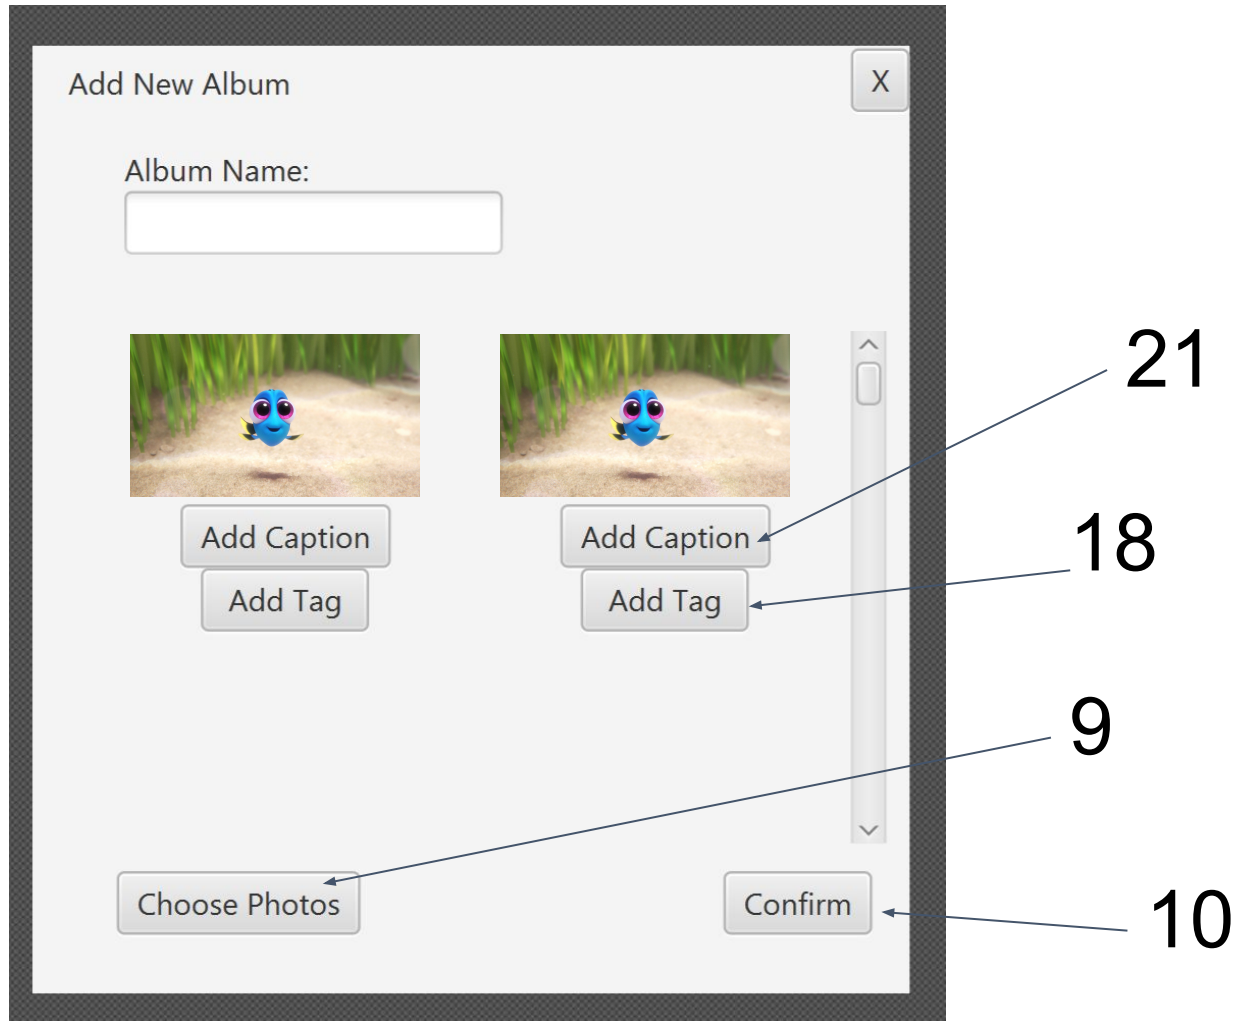 Add New Album
X
Album Name:
21
Add Caption
Add Caption
18
Add Tag
Add Tag
9
Choose Photos
Confirm
10